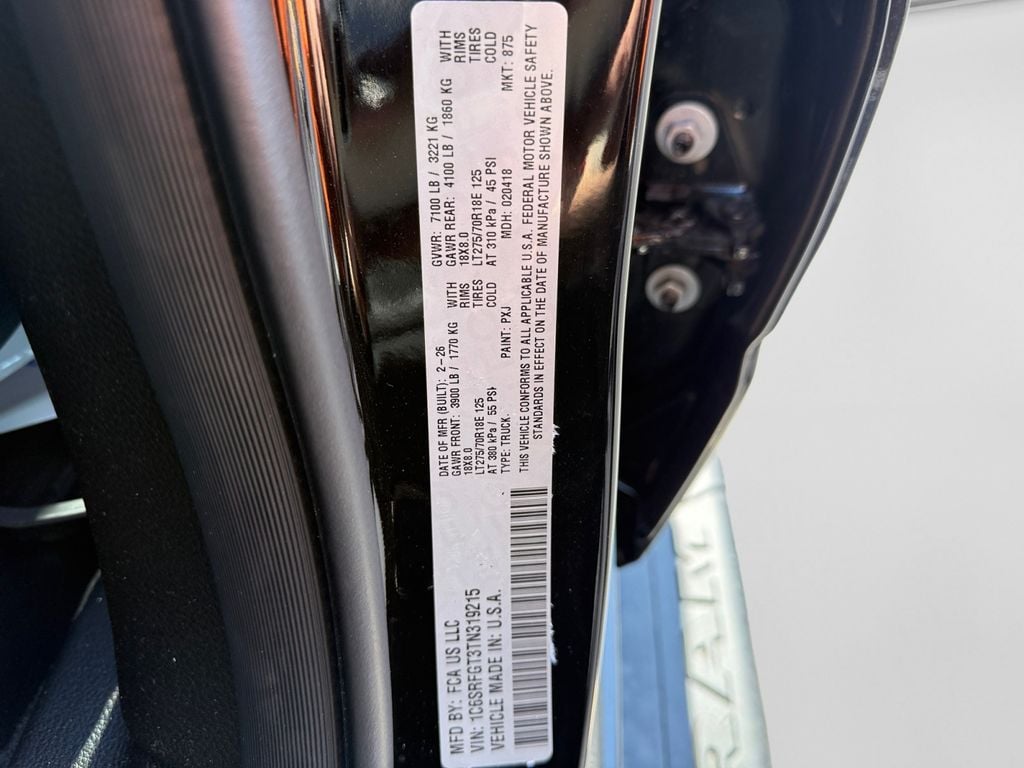 MFD BY: FCA US LLC
VIN: 1C6SRFGT3TN319215
VEHICLE MADE IN: U.S.A.
DATE OF MFR (BUILT): 2-26 GVWR: 7100 LB / 3221 KG
GAWR FRONT: 3900 LB / 1770 KG WITH GAWR REAR: 4100 LB / 1860 KG WITH
18X8.0 RIMS 18X8.0 RIMS
LT275/70R18E 125 TIRES LT275/70R18E 125 TIRES
AT 380 kPa / 55 PSI COLD AT 310 kPa / 45 PSI COLD
TYPE: TRUCK. PAINT: PXJ MDH: 020418 MKT: 875
THIS VEHICLE CONFORMS TO ALL APPLICABLE U.S.A. FEDERAL MOTOR VEHICLE SAFETY
STANDARDS IN EFFECT ON THE DATE OF MANUFACTURE SHOWN ABOVE.
RAM